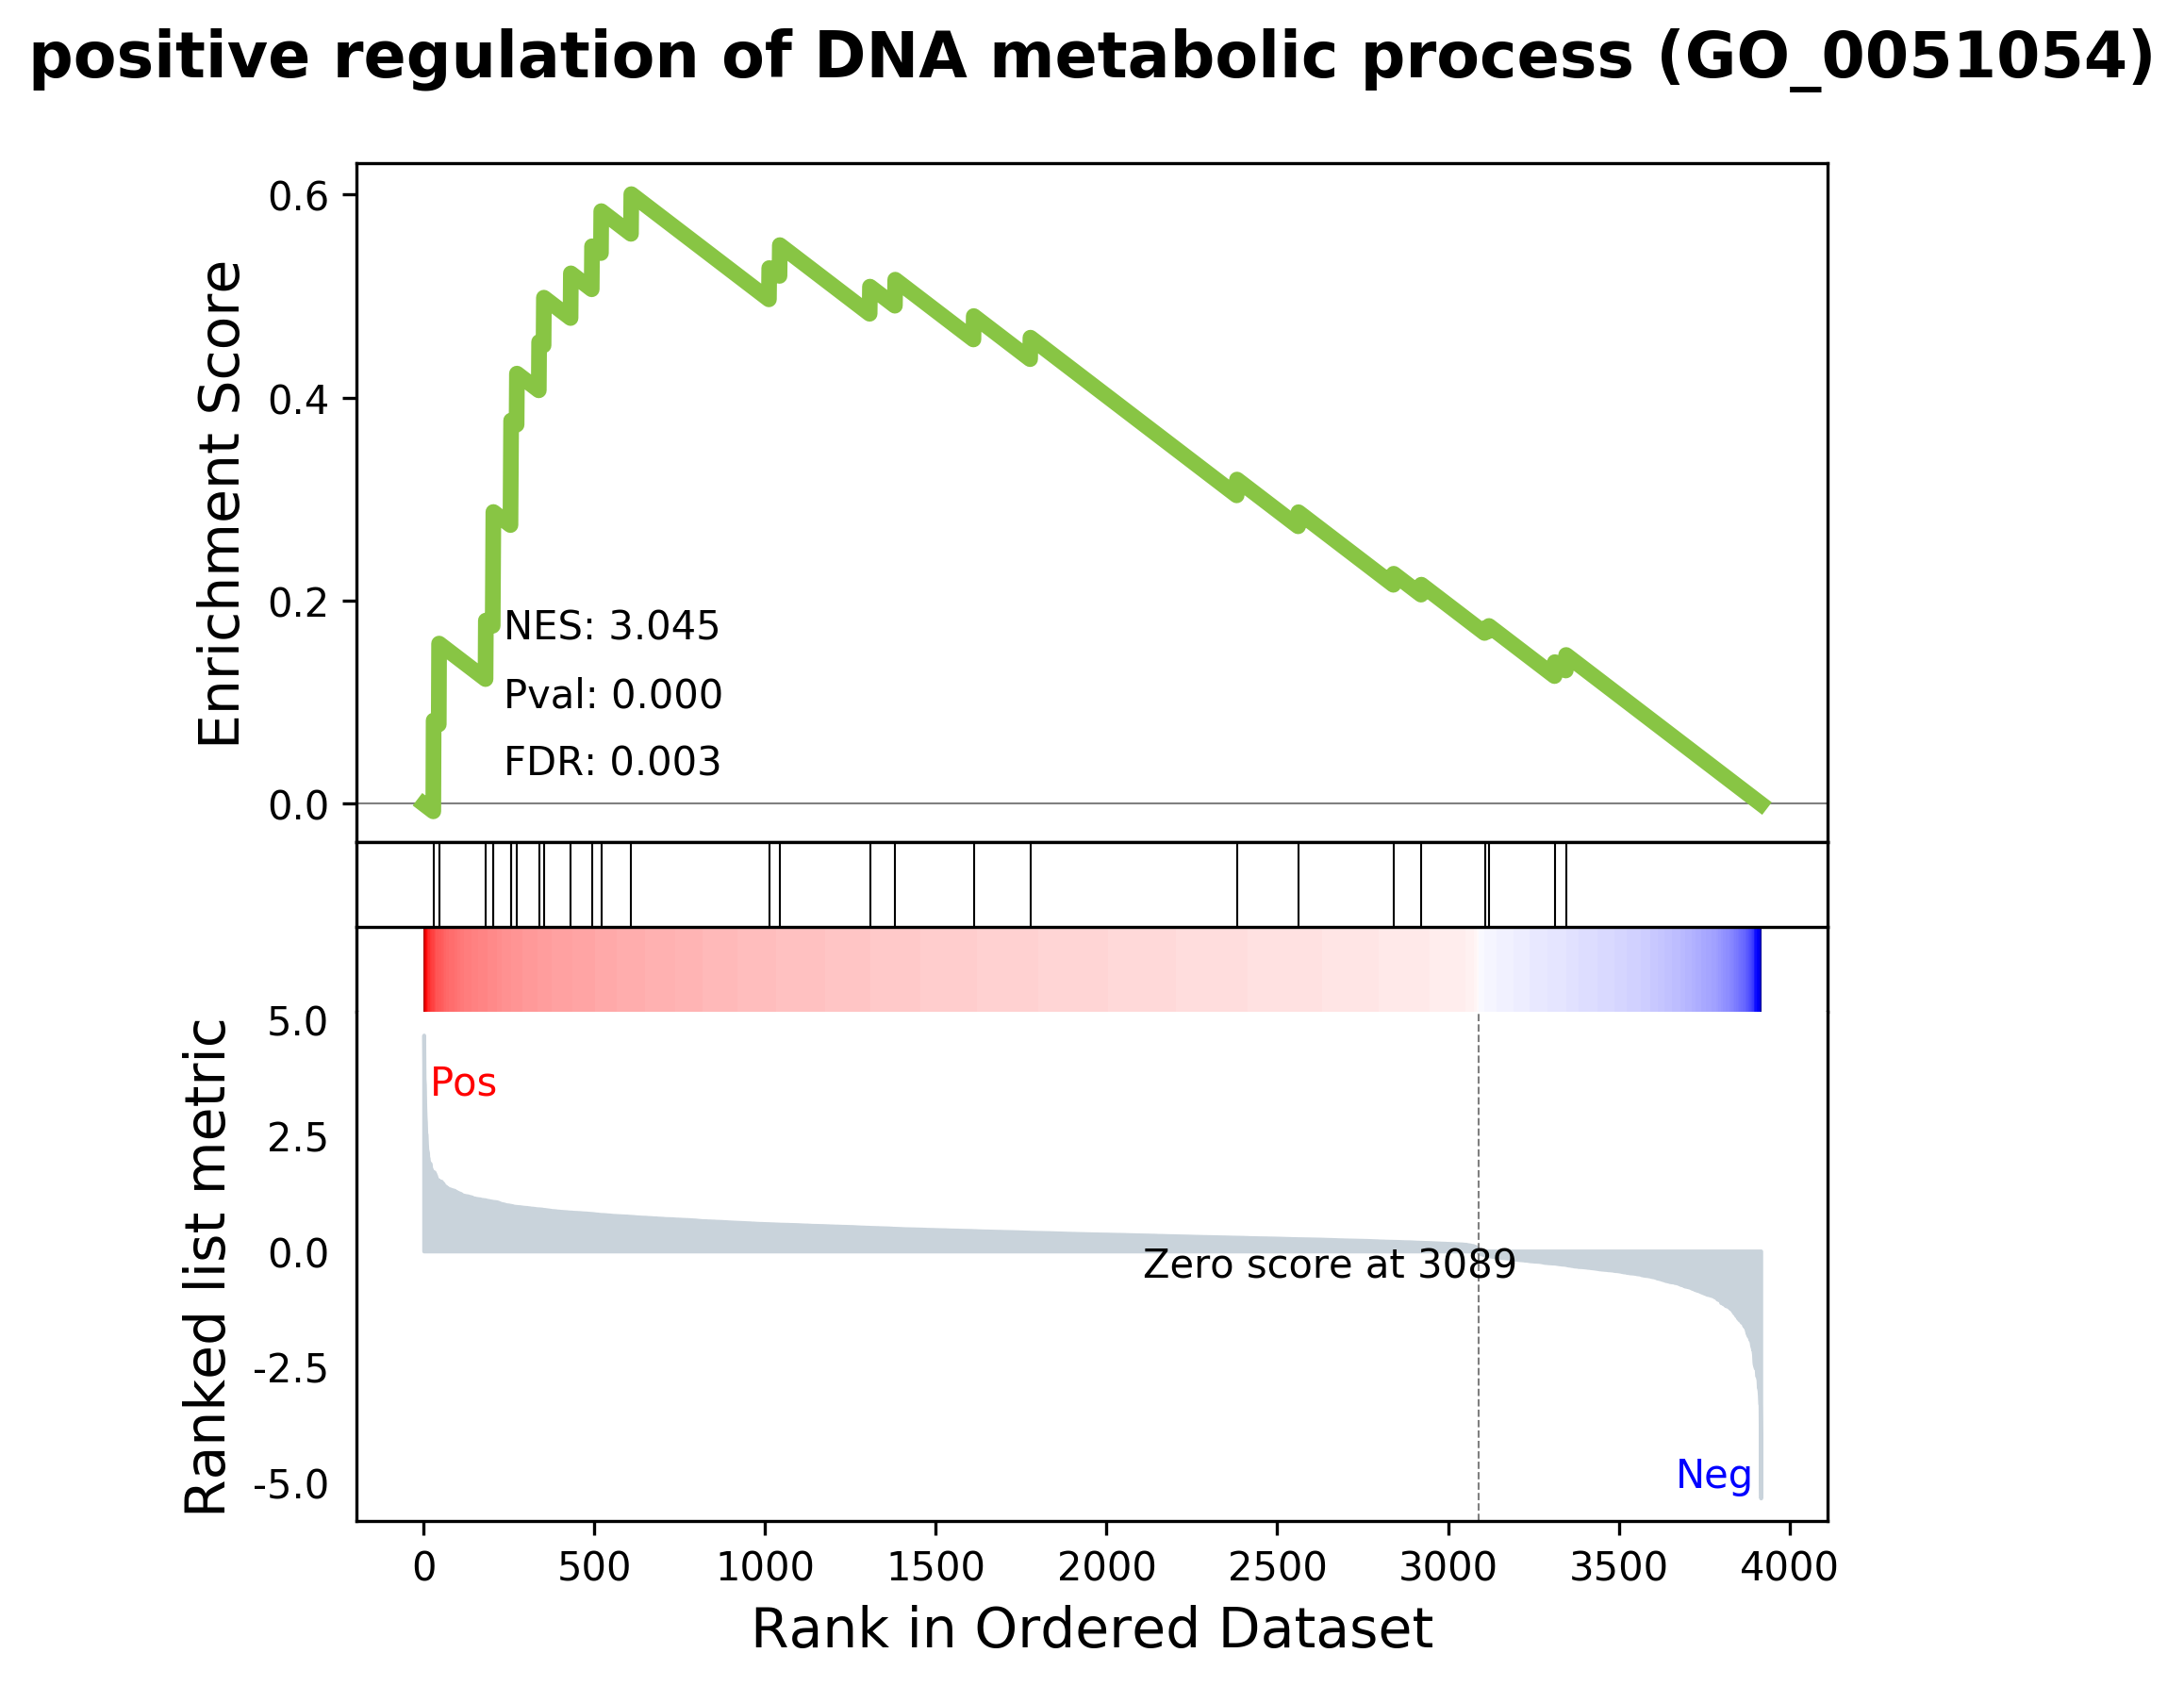 positive regulation of DNA metabolic process (GO_0051054)
Enrichment Score
0.6
0.4
0.2
0.0
NES: 3.045
Pval: 0.000
FDR: 0.003
Ranked list metric
5.0
2.5
0.0
-2.5
-5.0
Pos
Zero score at 3089
Neg
0 500 1000 1500 2000 2500 3000 3500 4000
Rank in Ordered Dataset